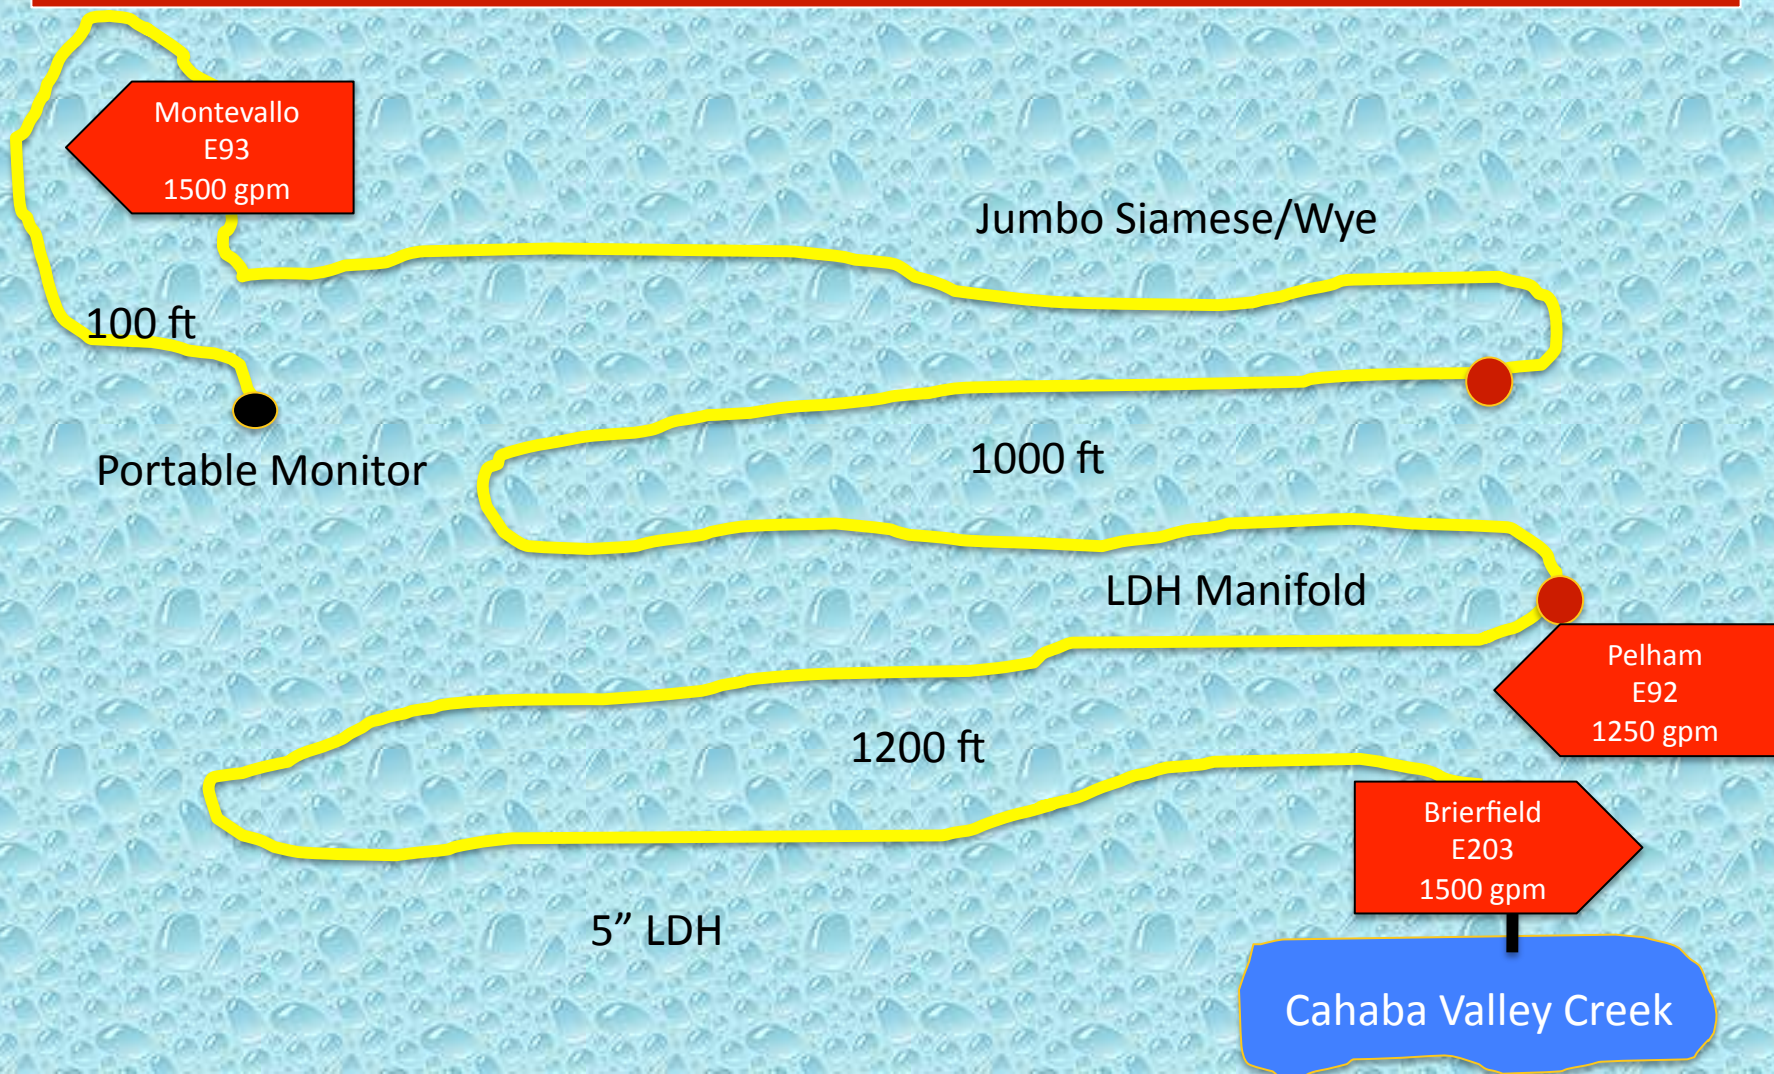 Montevallo
E93
1500 gpm
Jumbo Siamese/Wye
100 ft
Portable Monitor
1000 ft
LDH Manifold
Pelham
E92
1250 gpm
1200 ft
Brierfield
E203
1500 gpm
5” LDH
Cahaba Valley Creek